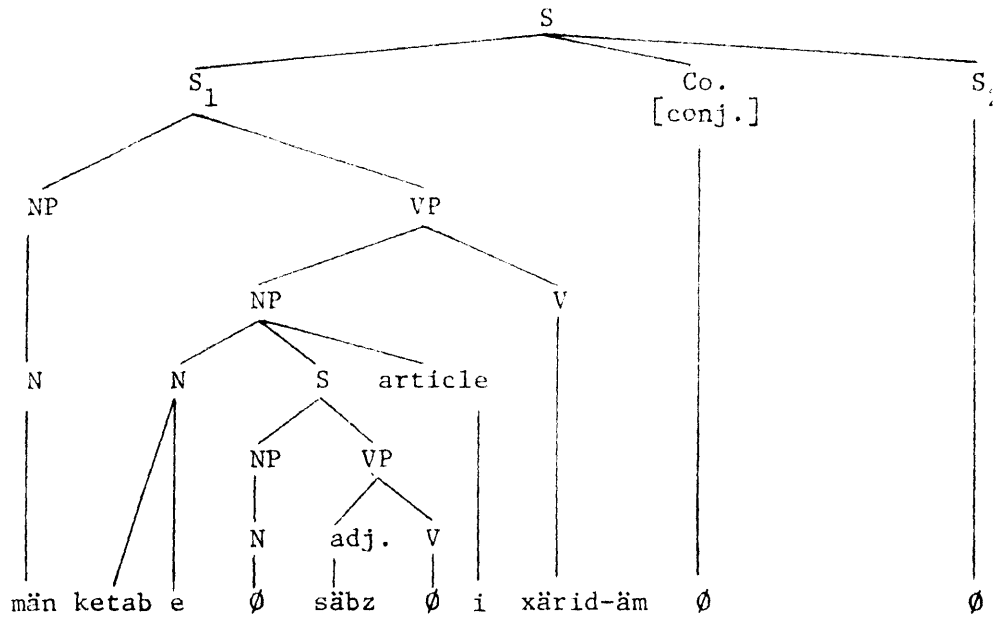 S
S₁ Co. S₂
[conj.]
NP VP
NP V
N N S article
NP VP
N adj. V
män ketab e Ø säbz Ø i xärid-äm Ø Ø